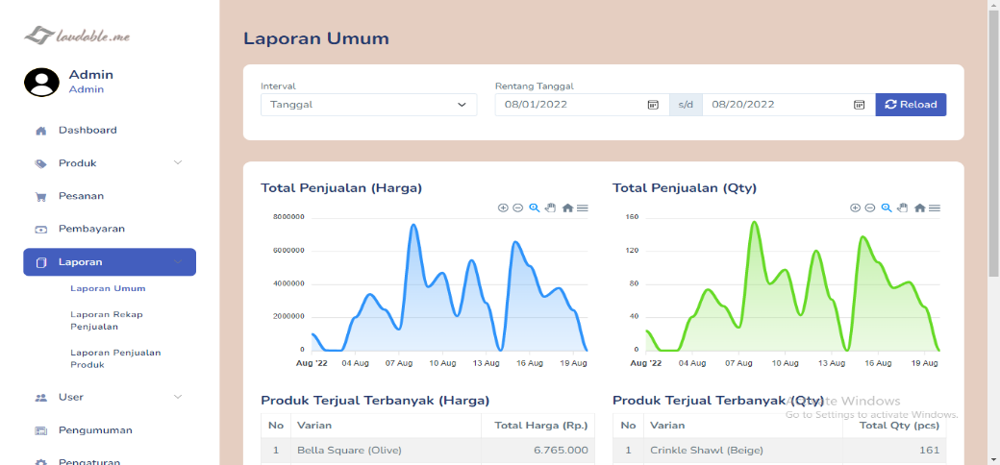 laudable.me
Admin
Admin
Dashboard
Produk
Pesanan
Pembayaran
Laporan
Laporan Umum
Laporan Rekap
Penjualan
Laporan Penjualan
Produk
User
Pengumuman
Pengaturan
Laporan Umum
Interval
Tanggal
Rentang Tanggal
08/01/2022
s/d
08/20/2022
Reload
Total Penjualan (Harga)
8000000
6000000
4000000
2000000
0
Aug '22 04 Aug 07 Aug 10 Aug 13 Aug 16 Aug 19 Aug
Total Penjualan (Qty)
160
120
80
40
0
Aug '22 04 Aug 07 Aug 10 Aug 13 Aug 16 Aug 19 Aug
Produk Terjual Terbanyak (Harga)
No Varian Total Harga (Rp.)
1 Bella Square (Olive) 6.765.000
Produk Terjual Terbanyak (Qty)
No Varian Total Qty (pcs)
1 Crinkle Shawl (Beige) 161
Activate Windows
Go to Settings to activate Windows.